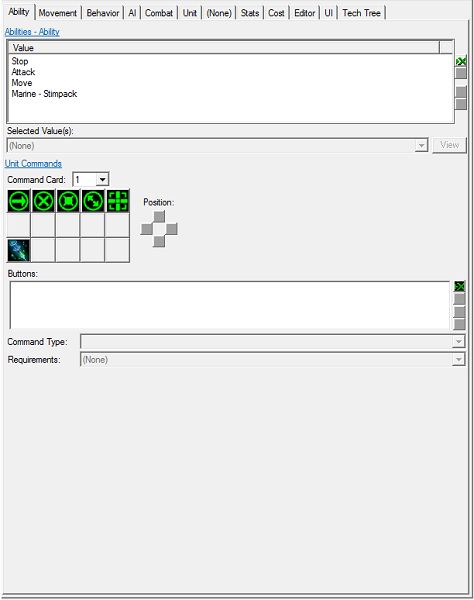 Ability Movement Behavior AI Combat Unit (None) Stats Cost Editor UI Tech Tree
Abilities - Ability
Value
Stop
Attack
Move
Marine - Stimpack
Selected Value(s):
(None) View
Unit Commands
Command Card: 1
Position:
Buttons:
Command Type:
Requirements: (None)